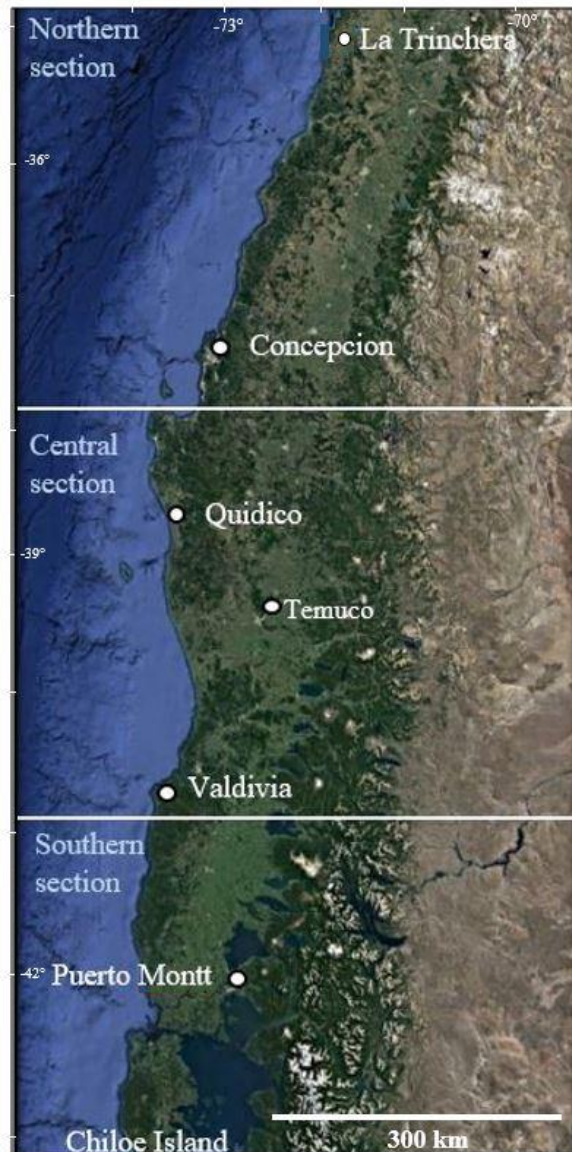 -73°
-70°
Northern
section
La Trinchera
-36°
Concepcion
Central
section
Quidico
-39°
Temuco
Valdivia
Southern
section
-42°
Puerto Montt
Chiloe Island
300 km